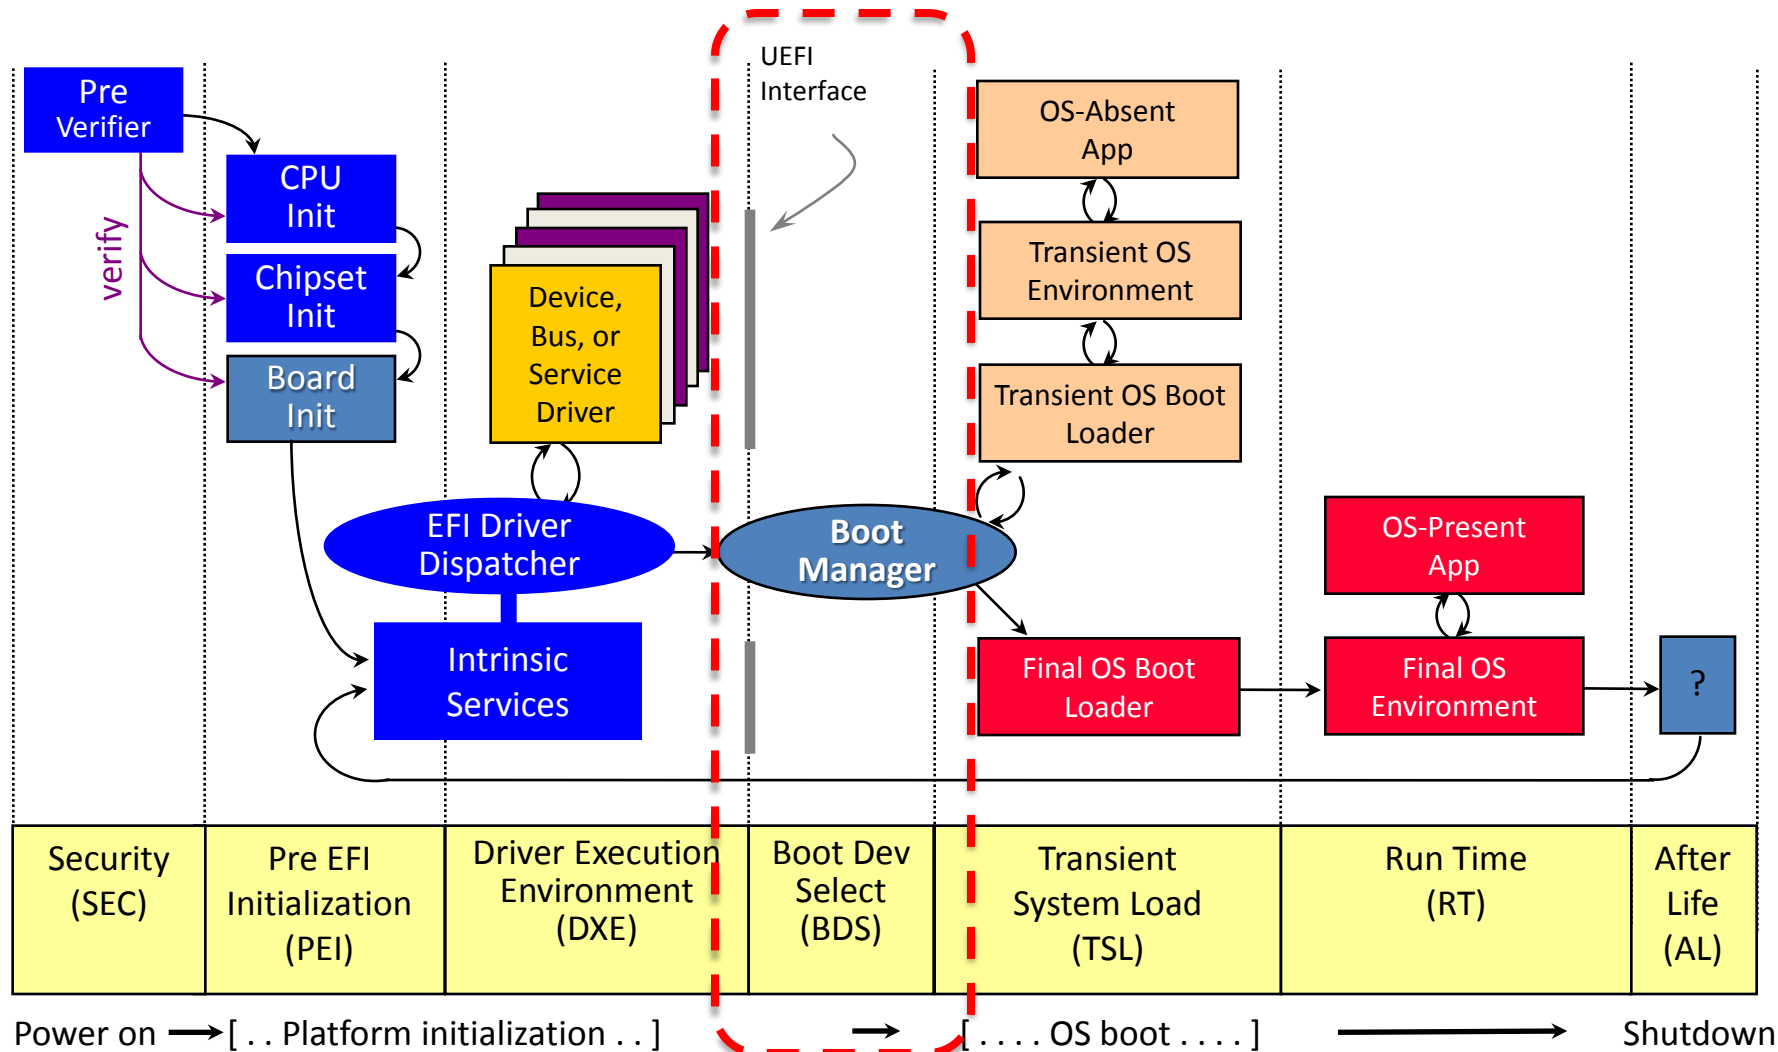 UEFI
Interface
Pre
Verifier
verify
CPU
Init
Chipset
Init
Board
Init
Device,
Bus, or
Service
Driver
EFI Driver
Dispatcher
Intrinsic
Services
Boot
Manager
OS-Absent
App
Transient OS
Environment
Transient OS Boot
Loader
Final OS Boot
Loader
OS-Present
App
Final OS
Environment
?
Security
(SEC)
Pre EFI
Initialization
(PEI)
Driver Execution
Environment
(DXE)
Boot Dev
Select
(BDS)
Transient
System Load
(TSL)
Run Time
(RT)
After
Life
(AL)
Power on [ . . Platform initialization . . ] [ . . . . OS boot . . . . ] Shutdown